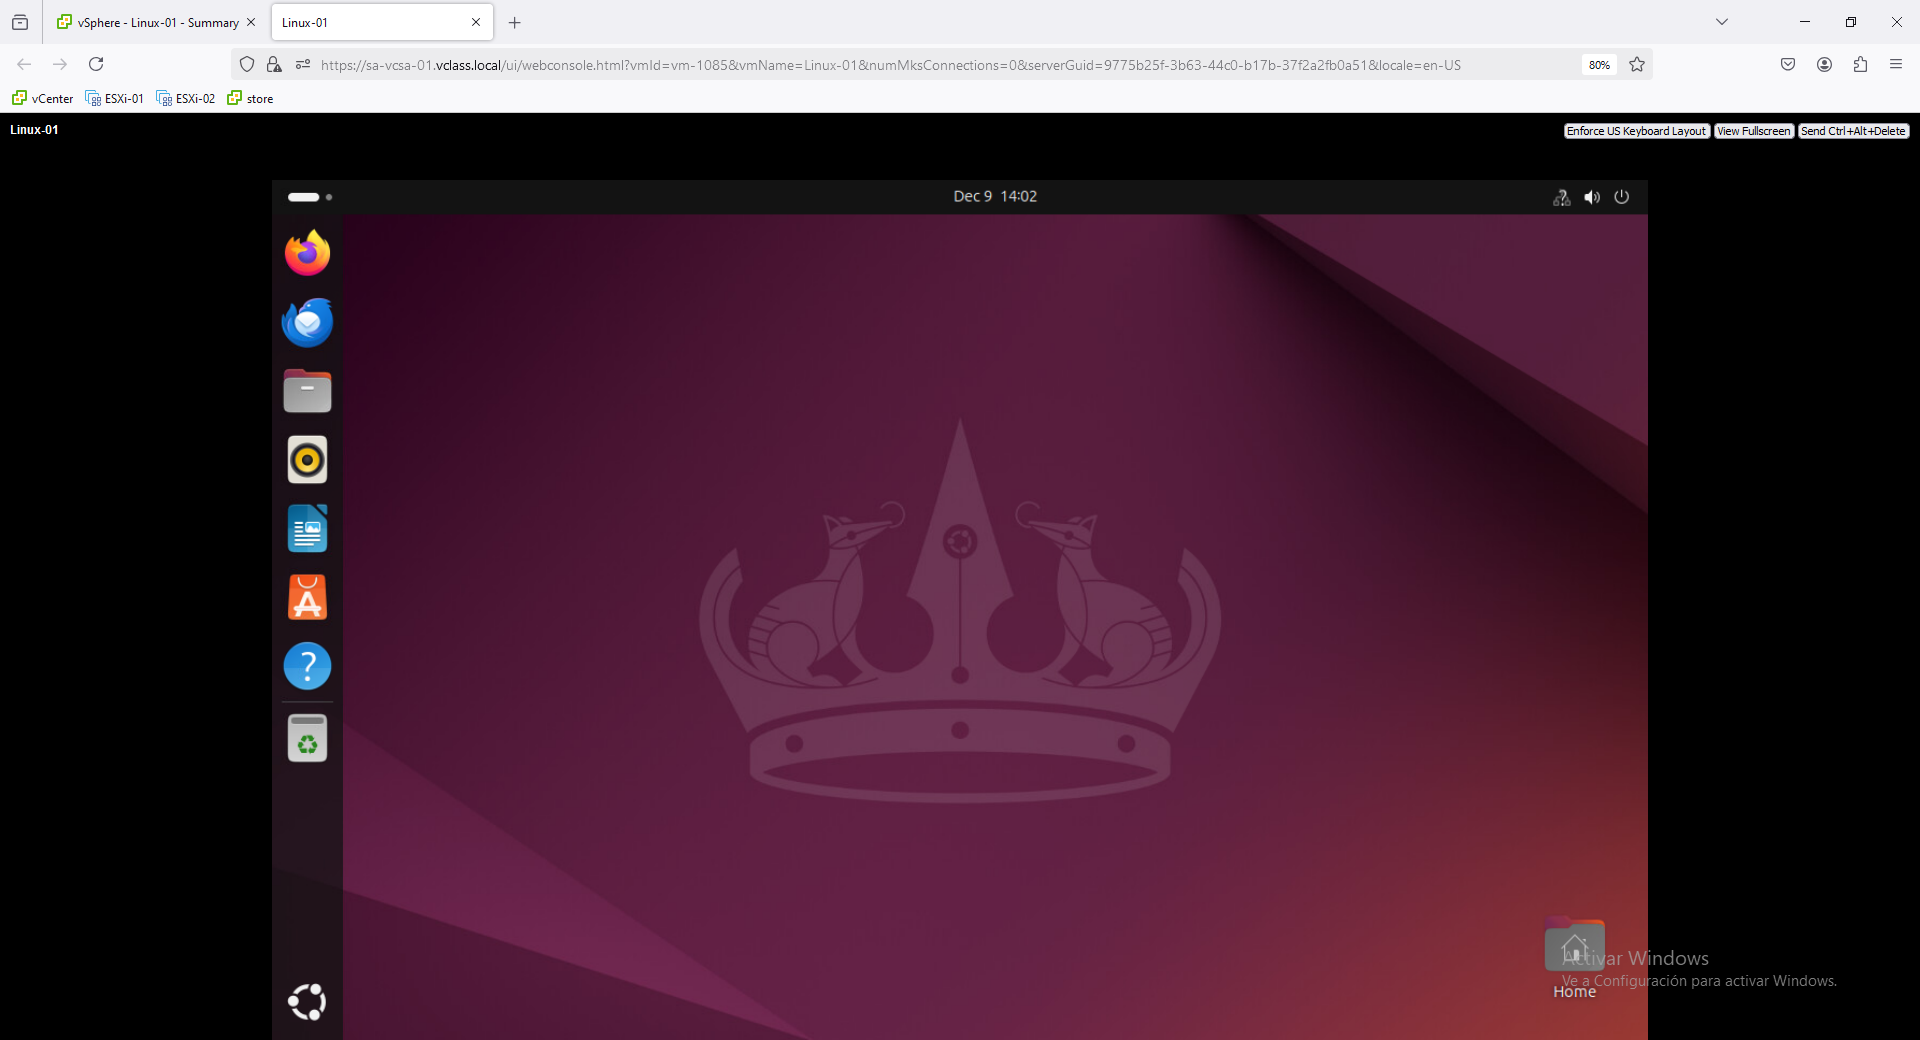 vSphere - Linux-01 - Summary
Linux-01
https://sa-vcsa-01.vclass.local/ui/webconsole.html?vmId=vm-1085&vmName=Linux-01&numMksConnections=0&serverGuid=9775b25f-3b63-44c0-b17b-37f2a2fb0a51&locale=en-US
80%
vCenter
ESXi-01
ESXi-02
store
Linux-01
Enforce US Keyboard Layout
View Fullscreen
Send Ctrl+Alt+Delete
Dec 9 14:02
Activar Windows
Ve a Configuración para activar Windows.
Home